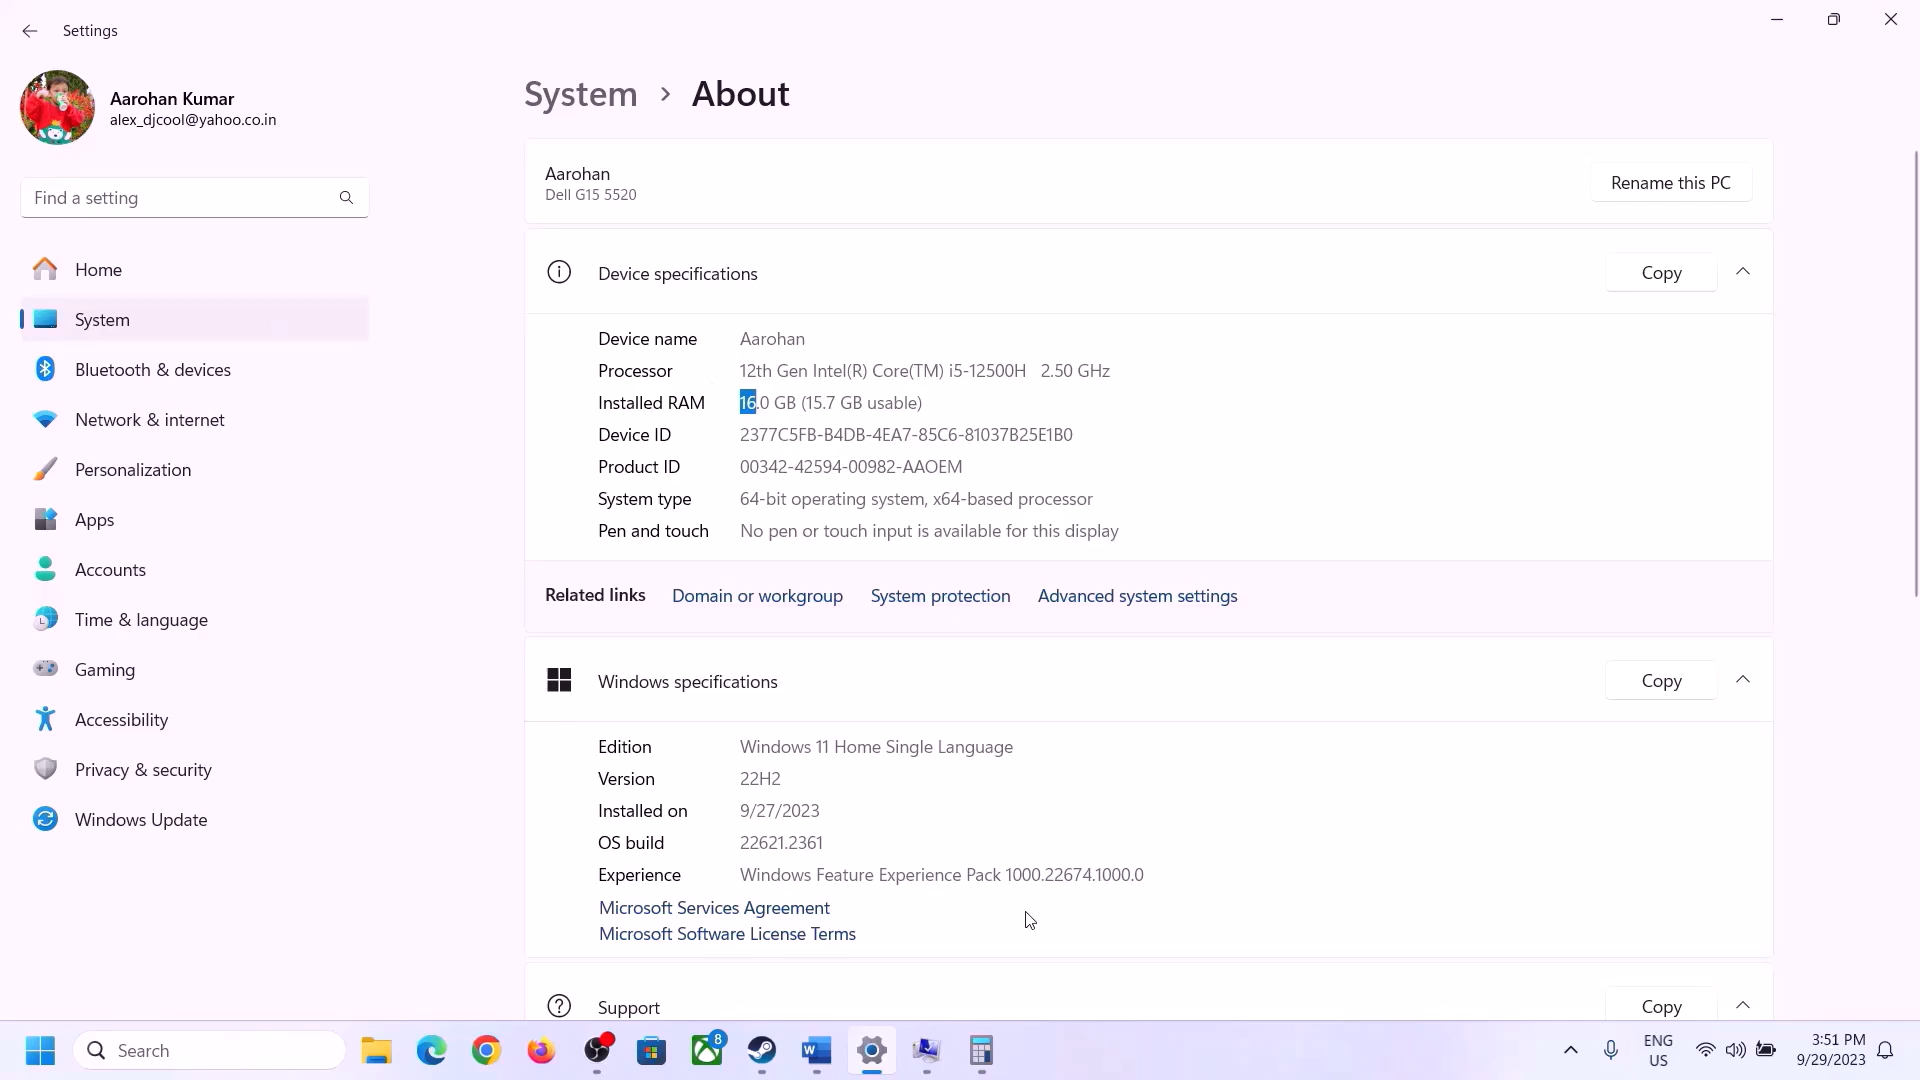 Settings
Aarohan Kumar
alex_djcool@yahoo.co.in
Find a setting
Home
System
Bluetooth & devices
Network & internet
Personalization
Apps
Accounts
Time & language
Gaming
Accessibility
Privacy & security
Windows Update
System > About
Aarohan
Dell G15 5520
Rename this PC
Device specifications
Copy
Device name Aarohan
Processor 12th Gen Intel(R) Core(TM) i5-12500H 2.50 GHz
Installed RAM 16.0 GB (15.7 GB usable)
Device ID 2377C5FB-B4DB-4EA7-85C6-81037B25E1B0
Product ID 00342-42594-00982-AAOEM
System type 64-bit operating system, x64-based processor
Pen and touch No pen or touch input is available for this display
Related links Domain or workgroup System protection Advanced system settings
Windows specifications
Copy
Edition Windows 11 Home Single Language
Version 22H2
Installed on 9/27/2023
OS build 22621.2361
Experience Windows Feature Experience Pack 1000.22674.1000.0
Microsoft Services Agreement
Microsoft Software License Terms
Support
Copy
Search
8
W
ENG
US
3:51 PM
9/29/2023